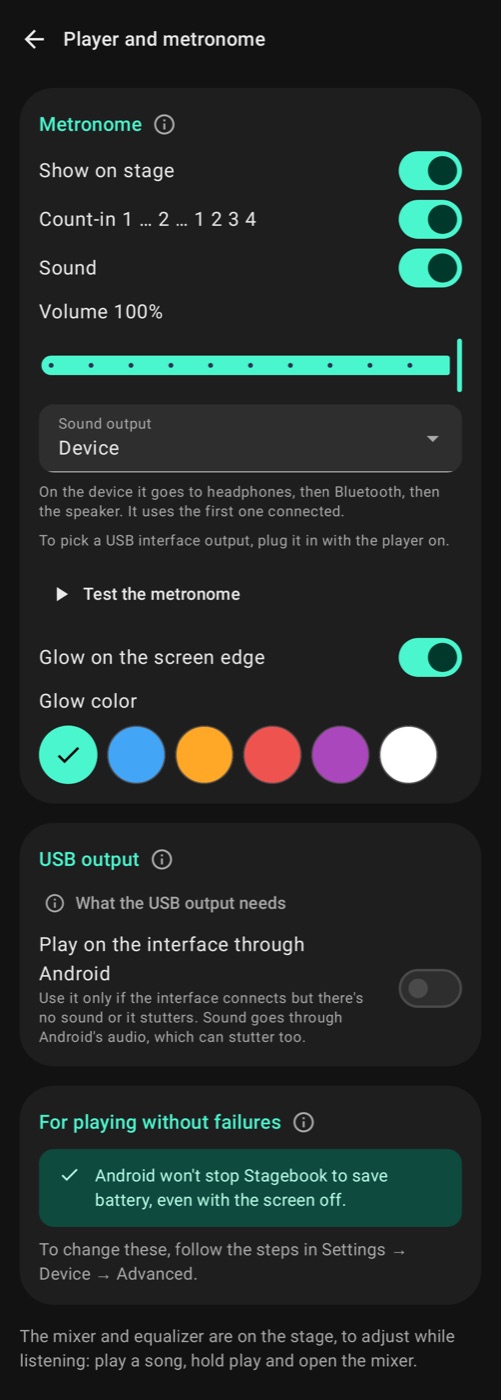 Player and metronome
Metronome
Show on stage
Count-in 1 … 2 … 1 2 3 4
Sound
Volume 100%
Sound output
Device
On the device it goes to headphones, then Bluetooth, then
the speaker. It uses the first one connected.
To pick a USB interface output, plug it in with the player on.
Test the metronome
Glow on the screen edge
Glow color
USB output
What the USB output needs
Play on the interface through
Android
Use it only if the interface connects but there's
no sound or it stutters. Sound goes through
Android's audio, which can stutter too.
For playing without failures
Android won't stop Stagebook to save
battery, even with the screen off.
To change these, follow the steps in Settings →
Device → Advanced.
The mixer and equalizer are on the stage, to adjust while
listening: play a song, hold play and open the mixer.